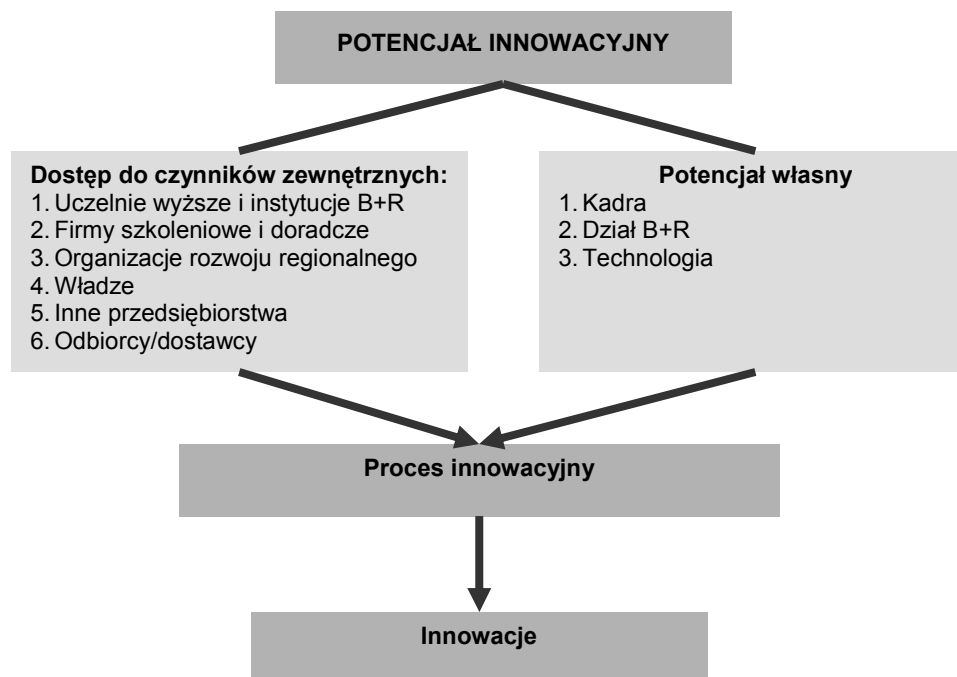 POTENCJAŁ INNOWACYJNY
Dostęp do czynników zewnętrznych:
1. Uczelnie wyższe i instytucje B+R
2. Firmy szkoleniowe i doradcze
3. Organizacje rozwoju regionalnego
4. Władze
5. Inne przedsiębiorstwa
6. Odbiorcy/dostawcy
Potencjał własny
1. Kadra
2. Dział B+R
3. Technologia
Proces innowacyjny
Innowacje